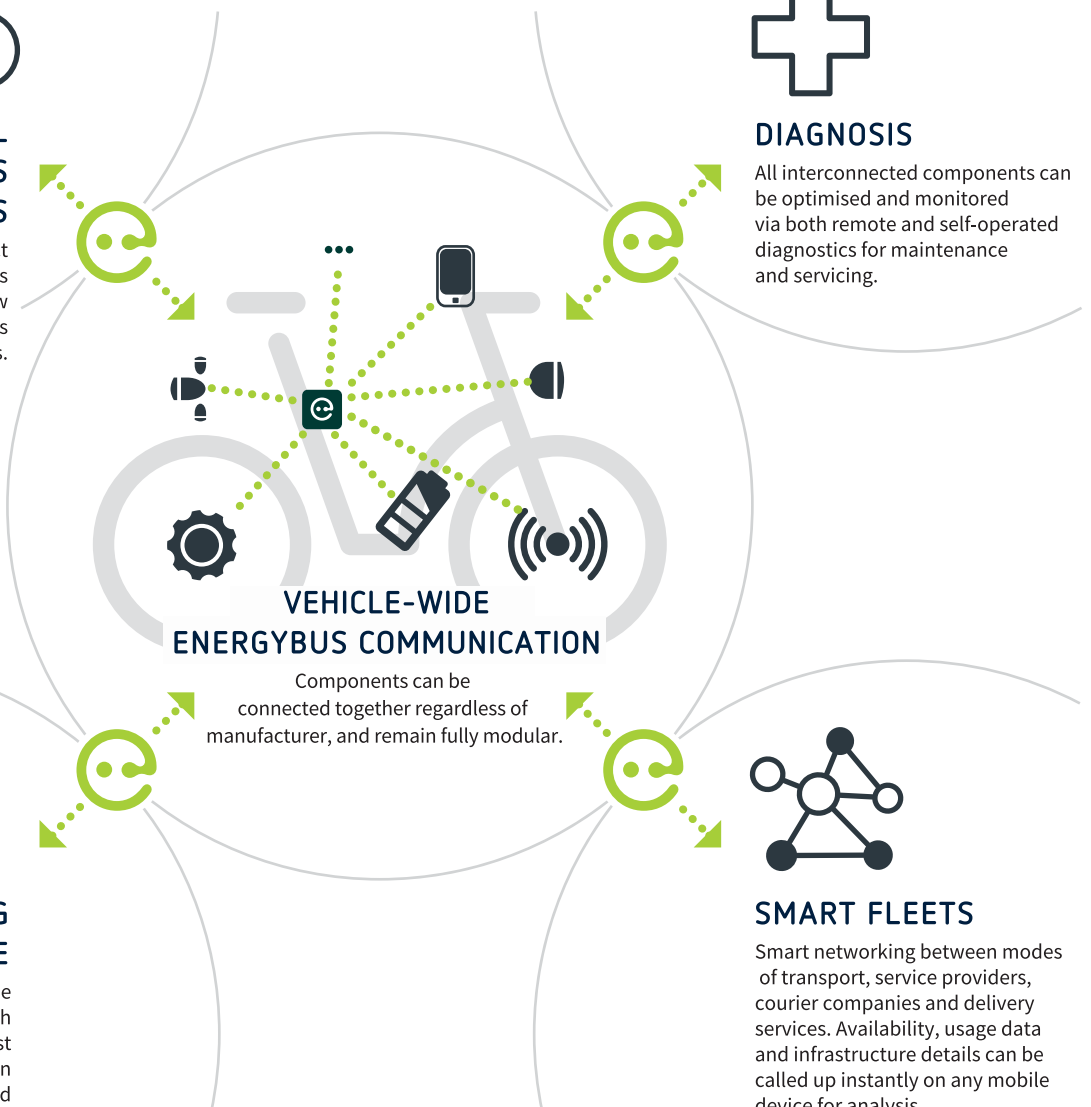 DIAGNOSIS
All interconnected components can
be optimised and monitored
via both remote and self-operated
diagnostics for maintenance
and servicing.
VEHICLE-WIDE
ENERGYBUS COMMUNICATION
Components can be
connected together regardless of
manufacturer, and remain fully modular.
SMART FLEETS
Smart networking between modes
of transport, service providers,
courier companies and delivery
services. Availability, usage data
and infrastructure details can be
called up instantly on any mobile
device for analysis.